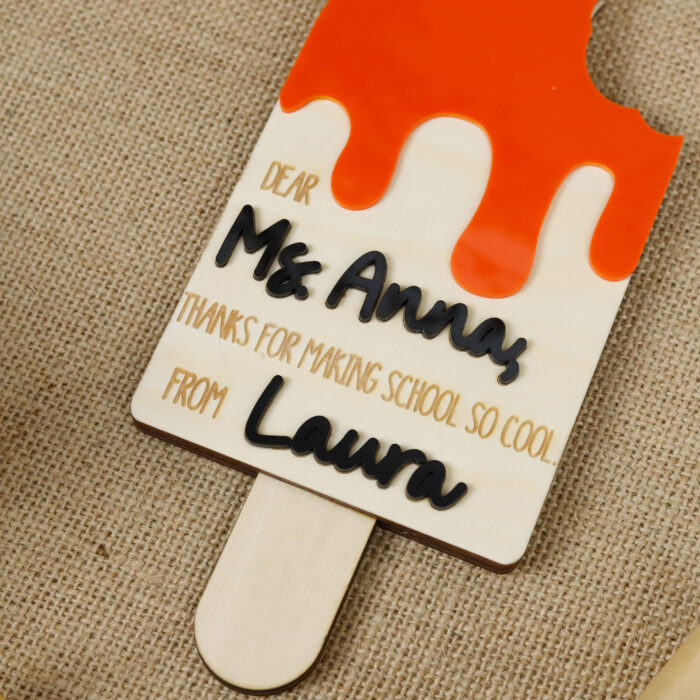 DEAR
Ms. Anna,
THANKS FOR MAKING SCHOOL SO COOL.
FROM Laura